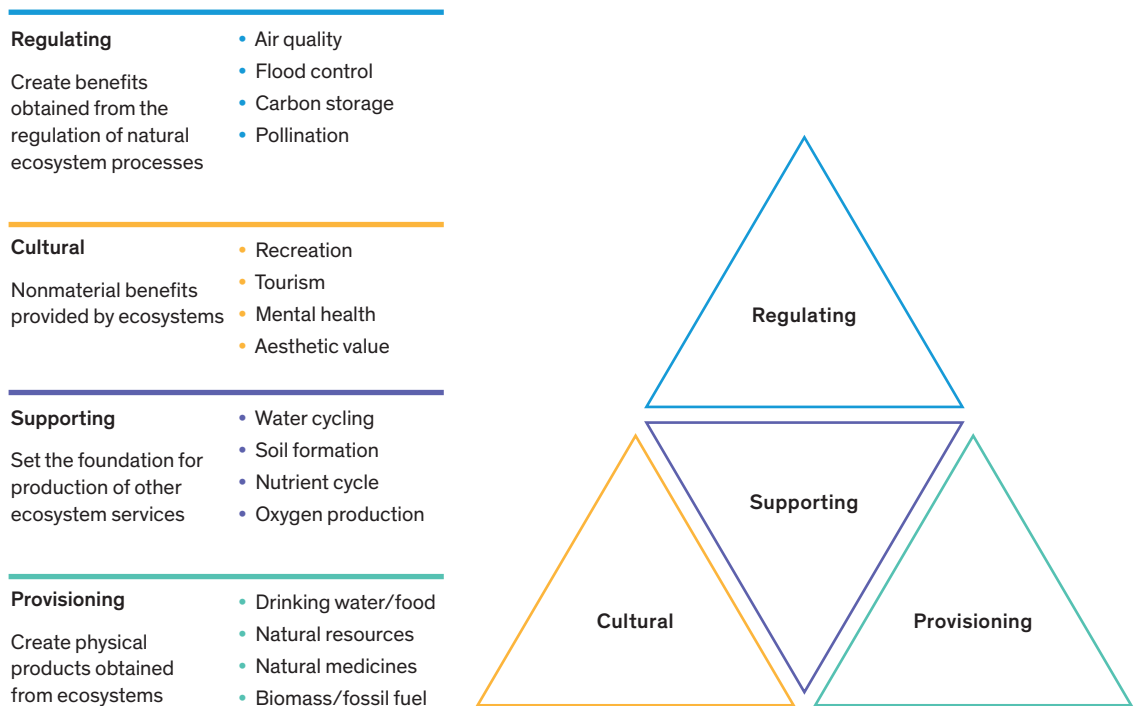 Regulating
Create benefits
obtained from the
regulation of natural
ecosystem processes
• Air quality
• Flood control
• Carbon storage
• Pollination
Cultural
Nonmaterial benefits
provided by ecosystems
• Recreation
• Tourism
• Mental health
• Aesthetic value
Supporting
Set the foundation for
production of other
ecosystem services
• Water cycling
• Soil formation
• Nutrient cycle
• Oxygen production
Provisioning
Create physical
products obtained
from ecosystems
• Drinking water/food
• Natural resources
• Natural medicines
• Biomass/fossil fuel
Regulating
Supporting
Cultural
Provisioning